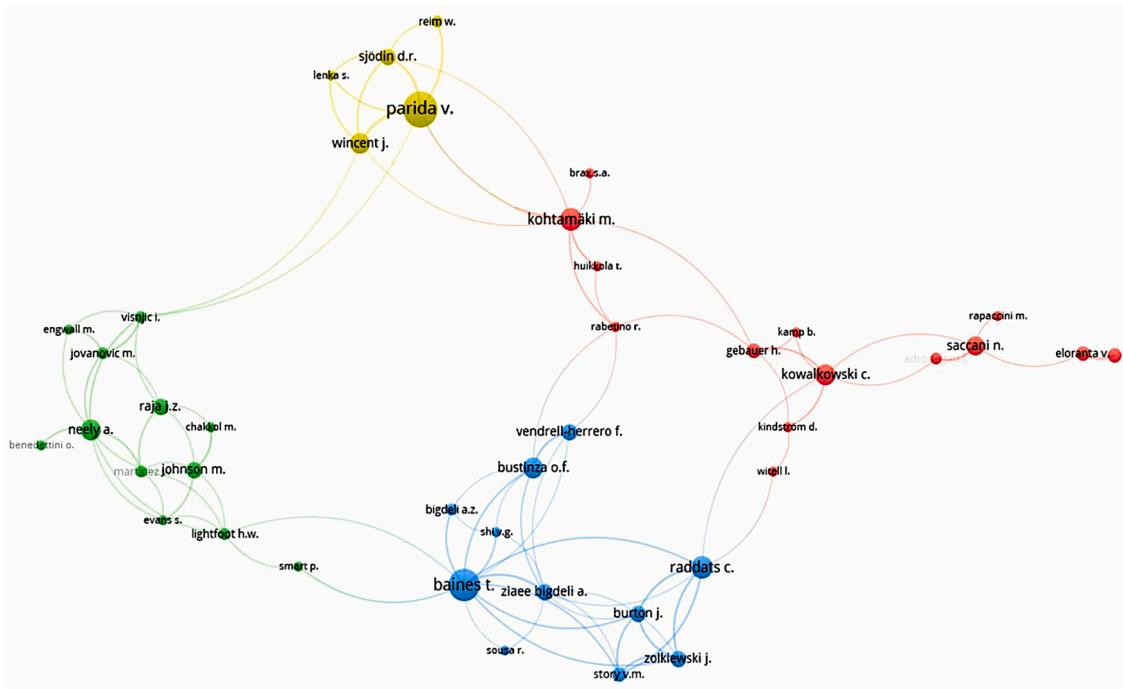 reim w.
sjödin d.r.
lenka s.
parida v.
wincent j.
brax s.a.
kohtamäki m.
huikkola t.
visnjic i.
engwall m.
jovanovic m.
rabetino r.
rapaccini m.
kamp b.
gebauer h.
saccani n.
eloranta v.
kowalkowski c.
raja j.z.
chakkol m.
neely a.
benedettini o.
kindström d.
vendrell-herrero f.
martinez
johnson m.
bustinza o.f.
witell l.
bigdeli a.z.
evans s.
lightfoot h.w.
shi v.g.
smart p.
raddats c.
baines t.
ziaee bigdeli a.
burton j.
sousa r.
zolkiewski j.
story v.m.